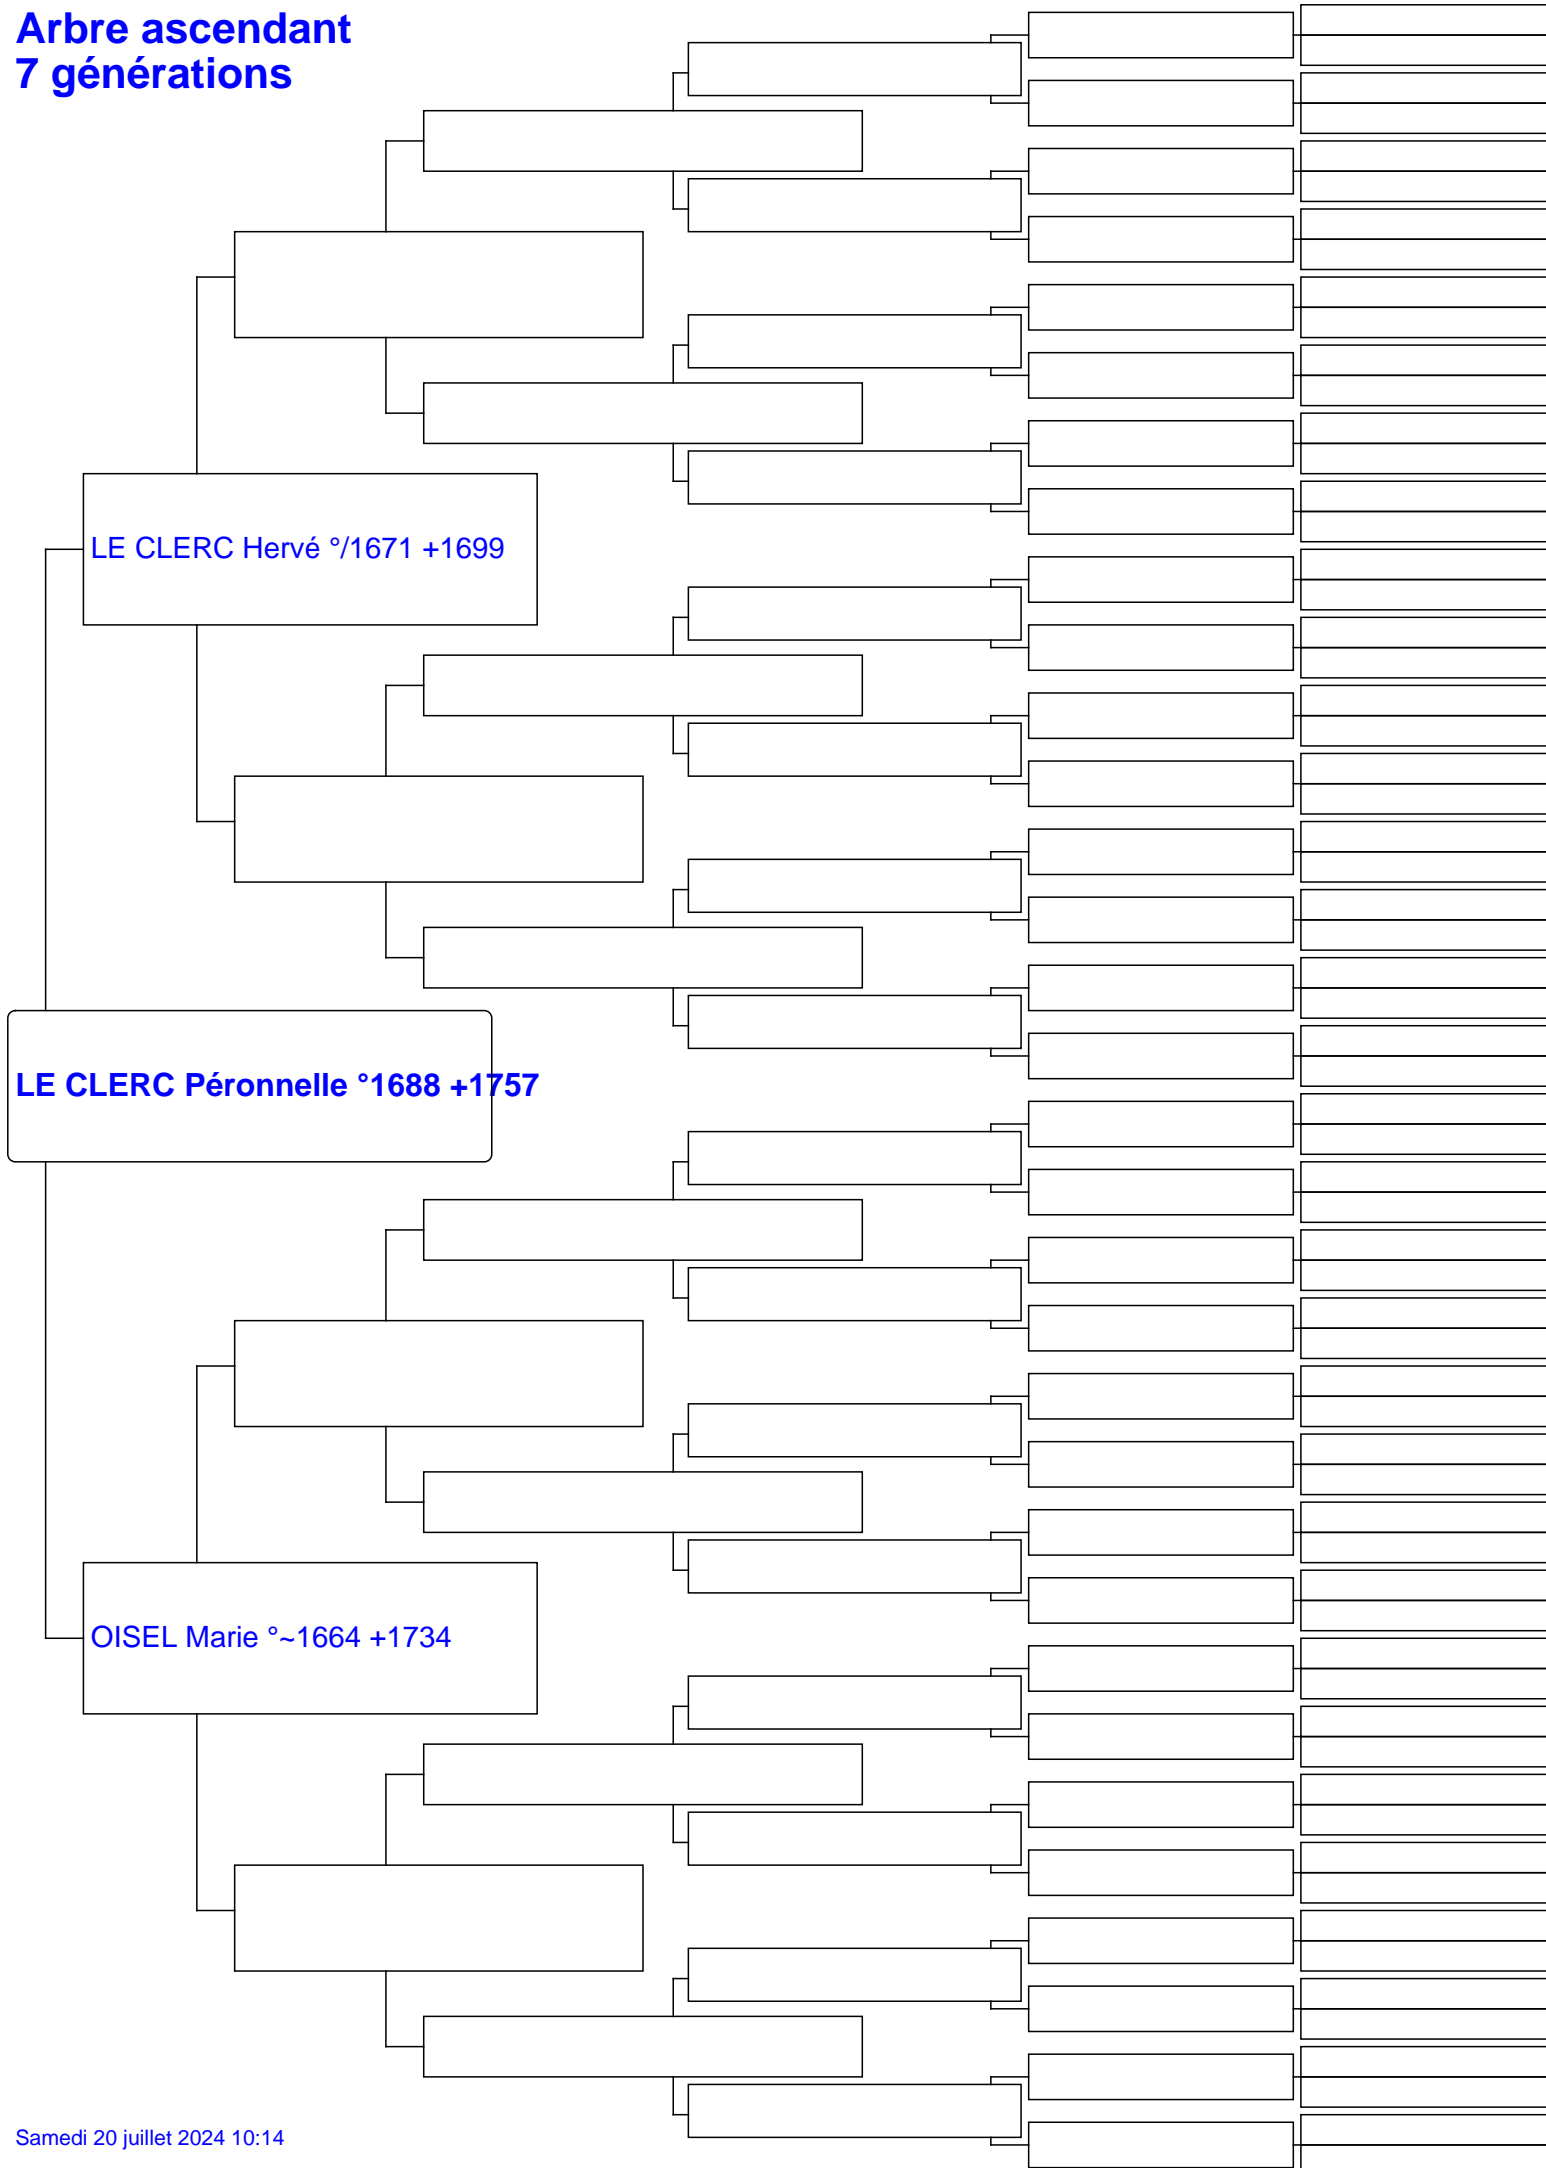 Arbre ascendant
7 générations
LE CLERC Hervé °/1671 +1699
LE CLERC Péronnelle °1688 +1757
OISEL Marie °~1664 +1734
Samedi 20 juillet 2024 10:14